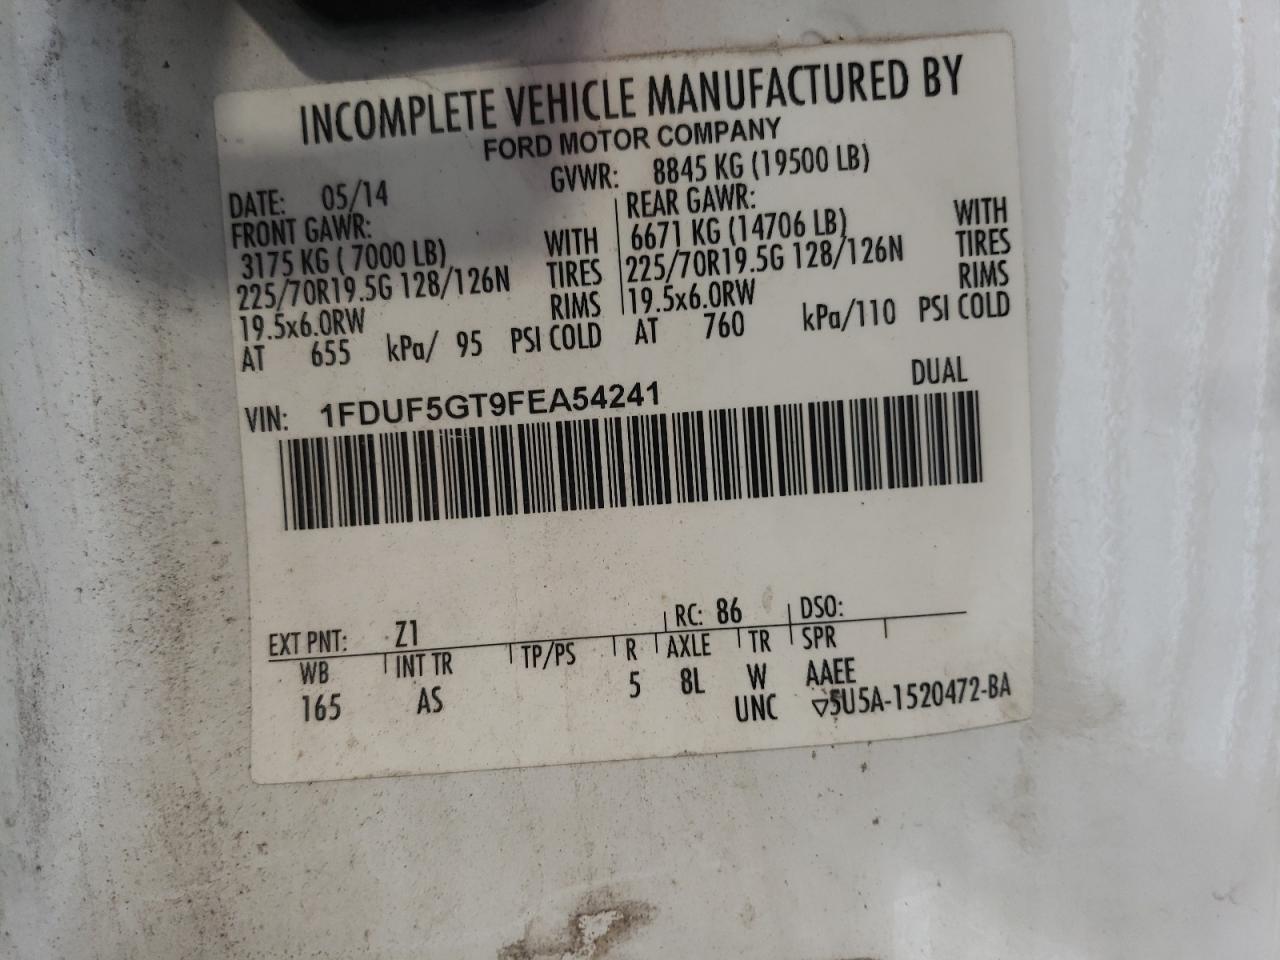 INCOMPLETE VEHICLE MANUFACTURED BY
FORD MOTOR COMPANY
DATE: 05/14 GVWR: 8845 KG (19500 LB)
FRONT GAWR: REAR GAWR:
3175 KG ( 7000 LB) WITH 6671 KG (14706 LB) WITH
225/70R19.5G 128/126N TIRES 225/70R19.5G 128/126N TIRES
19.5x6.0RW RIMS 19.5x6.0RW RIMS
AT 655 kPa/ 95 PSI COLD AT 760 kPa/110 PSI COLD
VIN: 1FDUF5GT9FEA54241 DUAL
EXT PNT: Z1 RC: 86 DSO:
WB INT TR TP/PS R AXLE TR SPR
165 AS 5 8L W AAEE
UNC ▽5U5A-1520472-BA